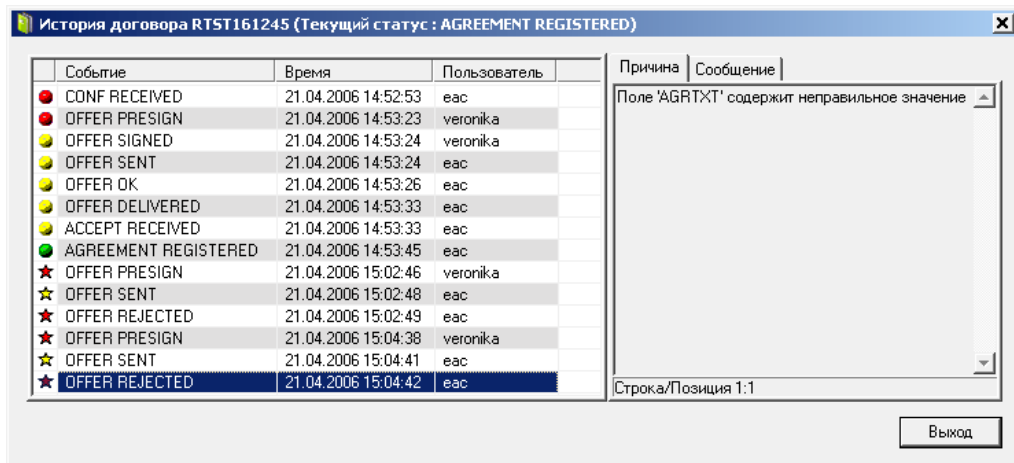 История договора RTST161245 (Текущий статус : AGREEMENT REGISTERED)
Событие Время Пользователь
CONF RECEIVED 21.04.2006 14:52:53 eac
OFFER PRESIGN 21.04.2006 14:53:23 veronika
OFFER SIGNED 21.04.2006 14:53:24 veronika
OFFER SENT 21.04.2006 14:53:24 eac
OFFER OK 21.04.2006 14:53:26 eac
OFFER DELIVERED 21.04.2006 14:53:33 eac
ACCEPT RECEIVED 21.04.2006 14:53:33 eac
AGREEMENT REGISTERED 21.04.2006 14:53:45 eac
OFFER PRESIGN 21.04.2006 15:02:46 veronika
OFFER SENT 21.04.2006 15:02:48 eac
OFFER REJECTED 21.04.2006 15:02:49 eac
OFFER PRESIGN 21.04.2006 15:04:38 veronika
OFFER SENT 21.04.2006 15:04:41 eac
OFFER REJECTED 21.04.2006 15:04:42 eac
Причина Сообщение
Поле 'AGRTXT' содержит неправильное значение
Строка/Позиция 1:1
Выход